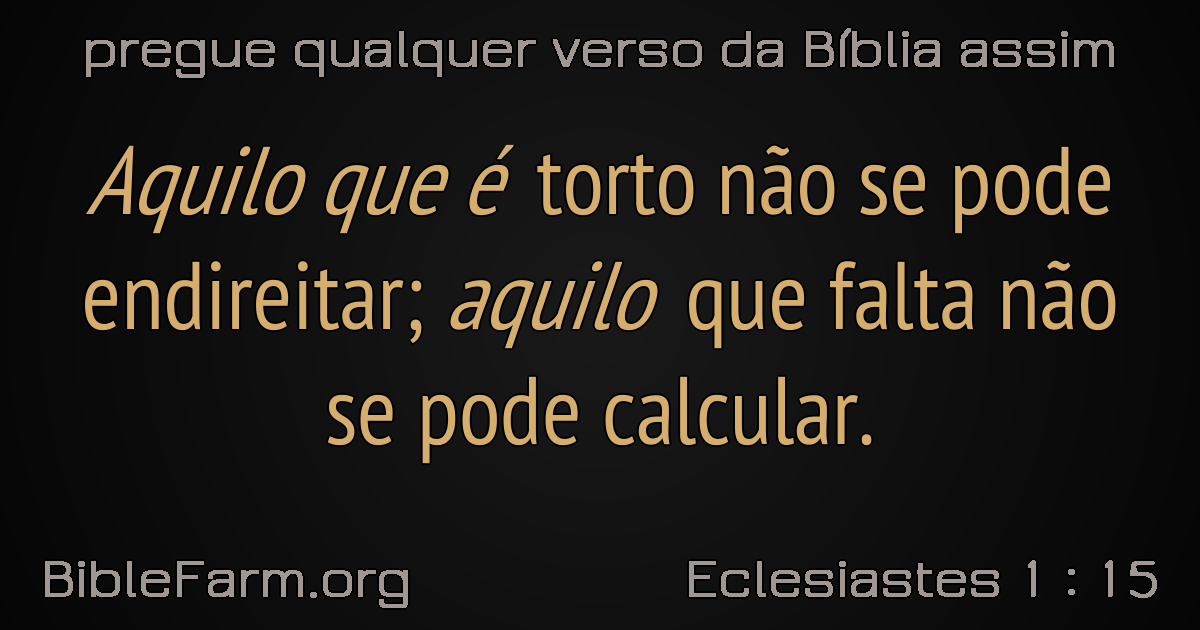 pregue qualquer verso da Bíblia assim
Aquilo que é torto não se pode
endireitar; aquilo que falta não
se pode calcular.
BibleFarm.org
Eclesiastes 1 : 15